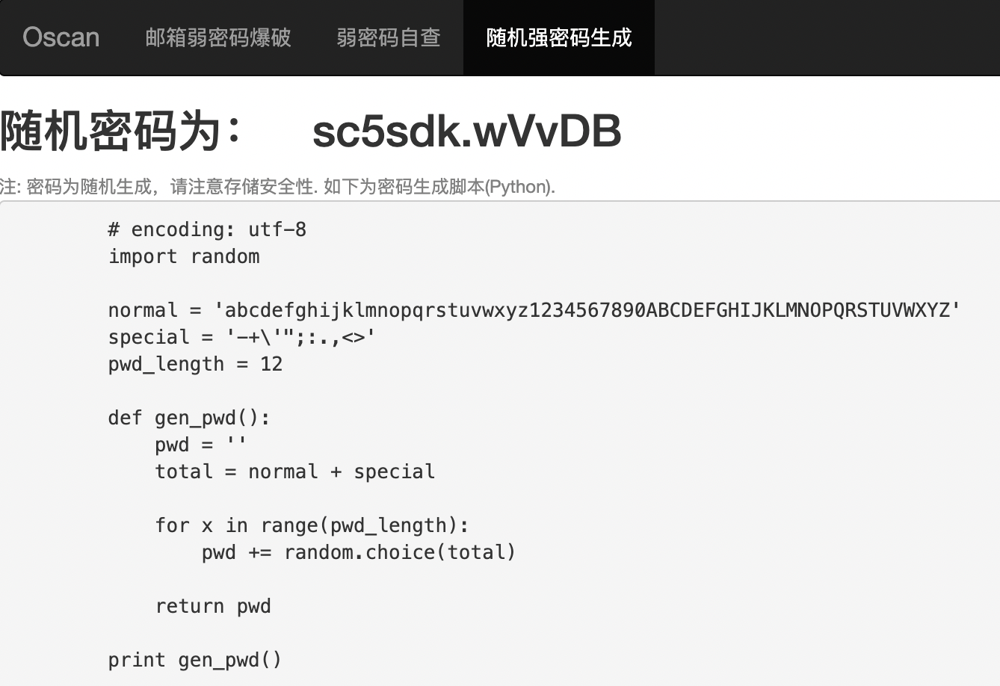 Oscan 邮箱弱密码爆破 弱密码自查 随机强密码生成
随机密码为： sc5sdk.wVvDB
注: 密码为随机生成，请注意存储安全性. 如下为密码生成脚本(Python).
# encoding: utf-8
import random
normal = 'abcdefghijklmnopqrstuvwxyz1234567890ABCDEFGHIJKLMNOPQRSTUVWXYZ'
special = '-+\'";:.,<>'
pwd_length = 12
def gen_pwd():
    pwd = ''
    total = normal + special
    for x in range(pwd_length):
        pwd += random.choice(total)
    return pwd
print gen_pwd()